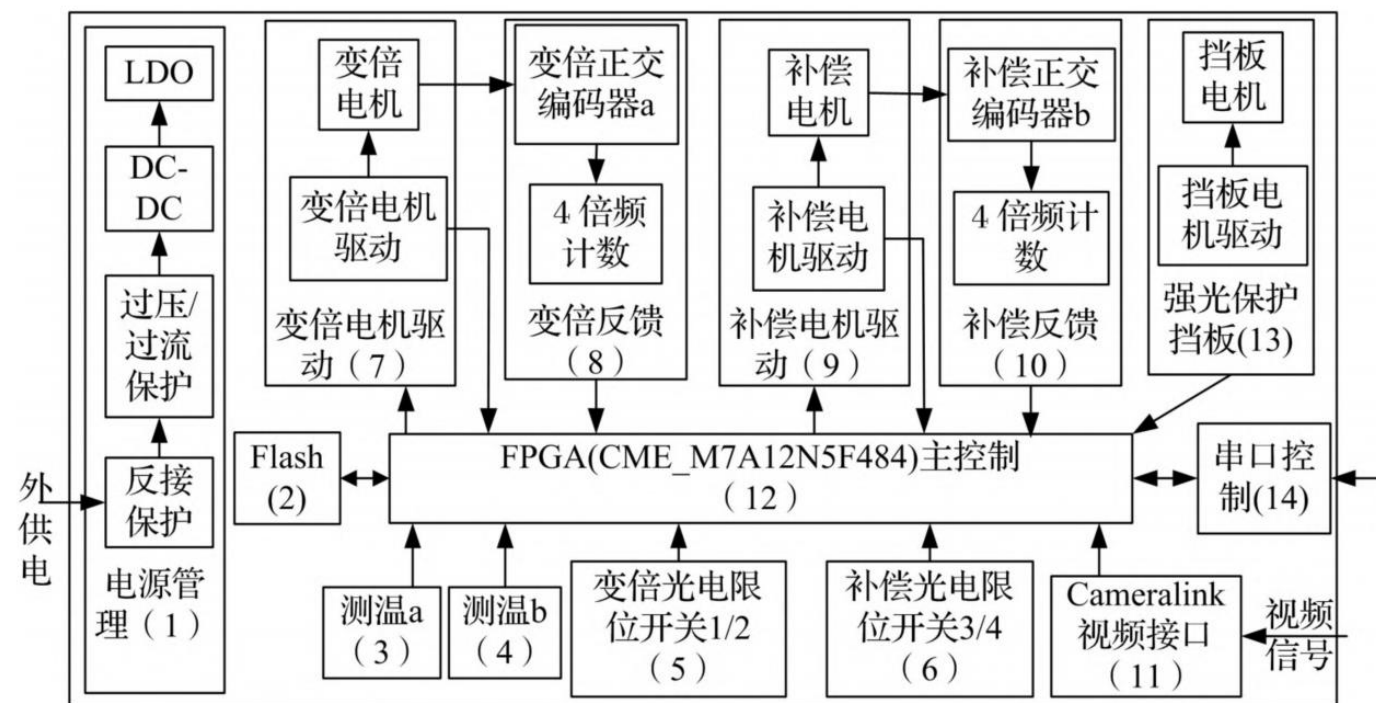 LDO
DC-
DC
过压/
过流
保护
反接
保护
电源管
理（1）
外
供
电
变倍
电机
变倍电机
驱动
变倍电机驱
动（7）
变倍正交
编码器a
4 倍频
计数
变倍反馈
（8）
补偿
电机
补偿电
机驱动
补偿电机驱
动（9）
补偿正交
编码器b
4 倍频计
数
补偿反馈
（10）
挡板
电机
挡板电
机驱动
强光保护
挡板(13)
Flash
(2)
FPGA(CME_M7A12N5F484)主控制
（12）
串口控
制(14)
测温a
（3）
测温b
（4）
变倍光电限
位开关1/2
（5）
补偿光电限
位开关3/4
（6）
Cameralink
视频接口
（11）
视频
信号